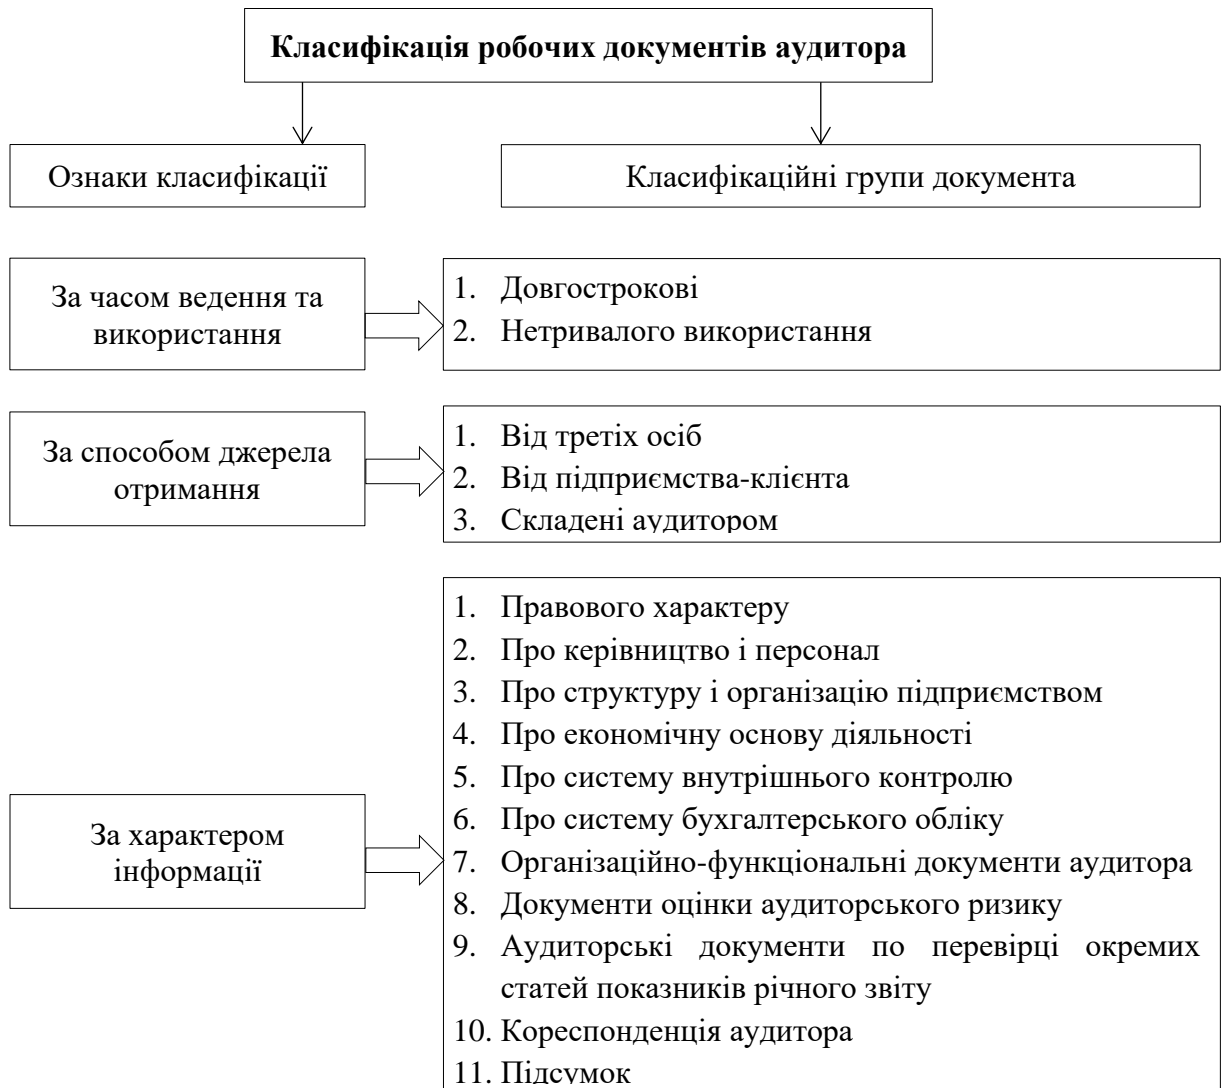 Класифікація робочих документів аудитора
Ознаки класифікації
Класифікаційні групи документа
За часом ведення та
використання
1. Довгострокові
2. Нетривалого використання
За способом джерела
отримання
1. Від третіх осіб
2. Від підприємства-клієнта
3. Складені аудитором
За характером
інформації
1. Правового характеру
2. Про керівництво і персонал
3. Про структуру і організацію підприємством
4. Про економічну основу діяльності
5. Про систему внутрішнього контролю
6. Про систему бухгалтерського обліку
7. Організаційно-функціональні документи аудитора
8. Документи оцінки аудиторського ризику
9. Аудиторські документи по перевірці окремих
статей показників річного звіту
10. Кореспонденція аудитора
11. Підсумок